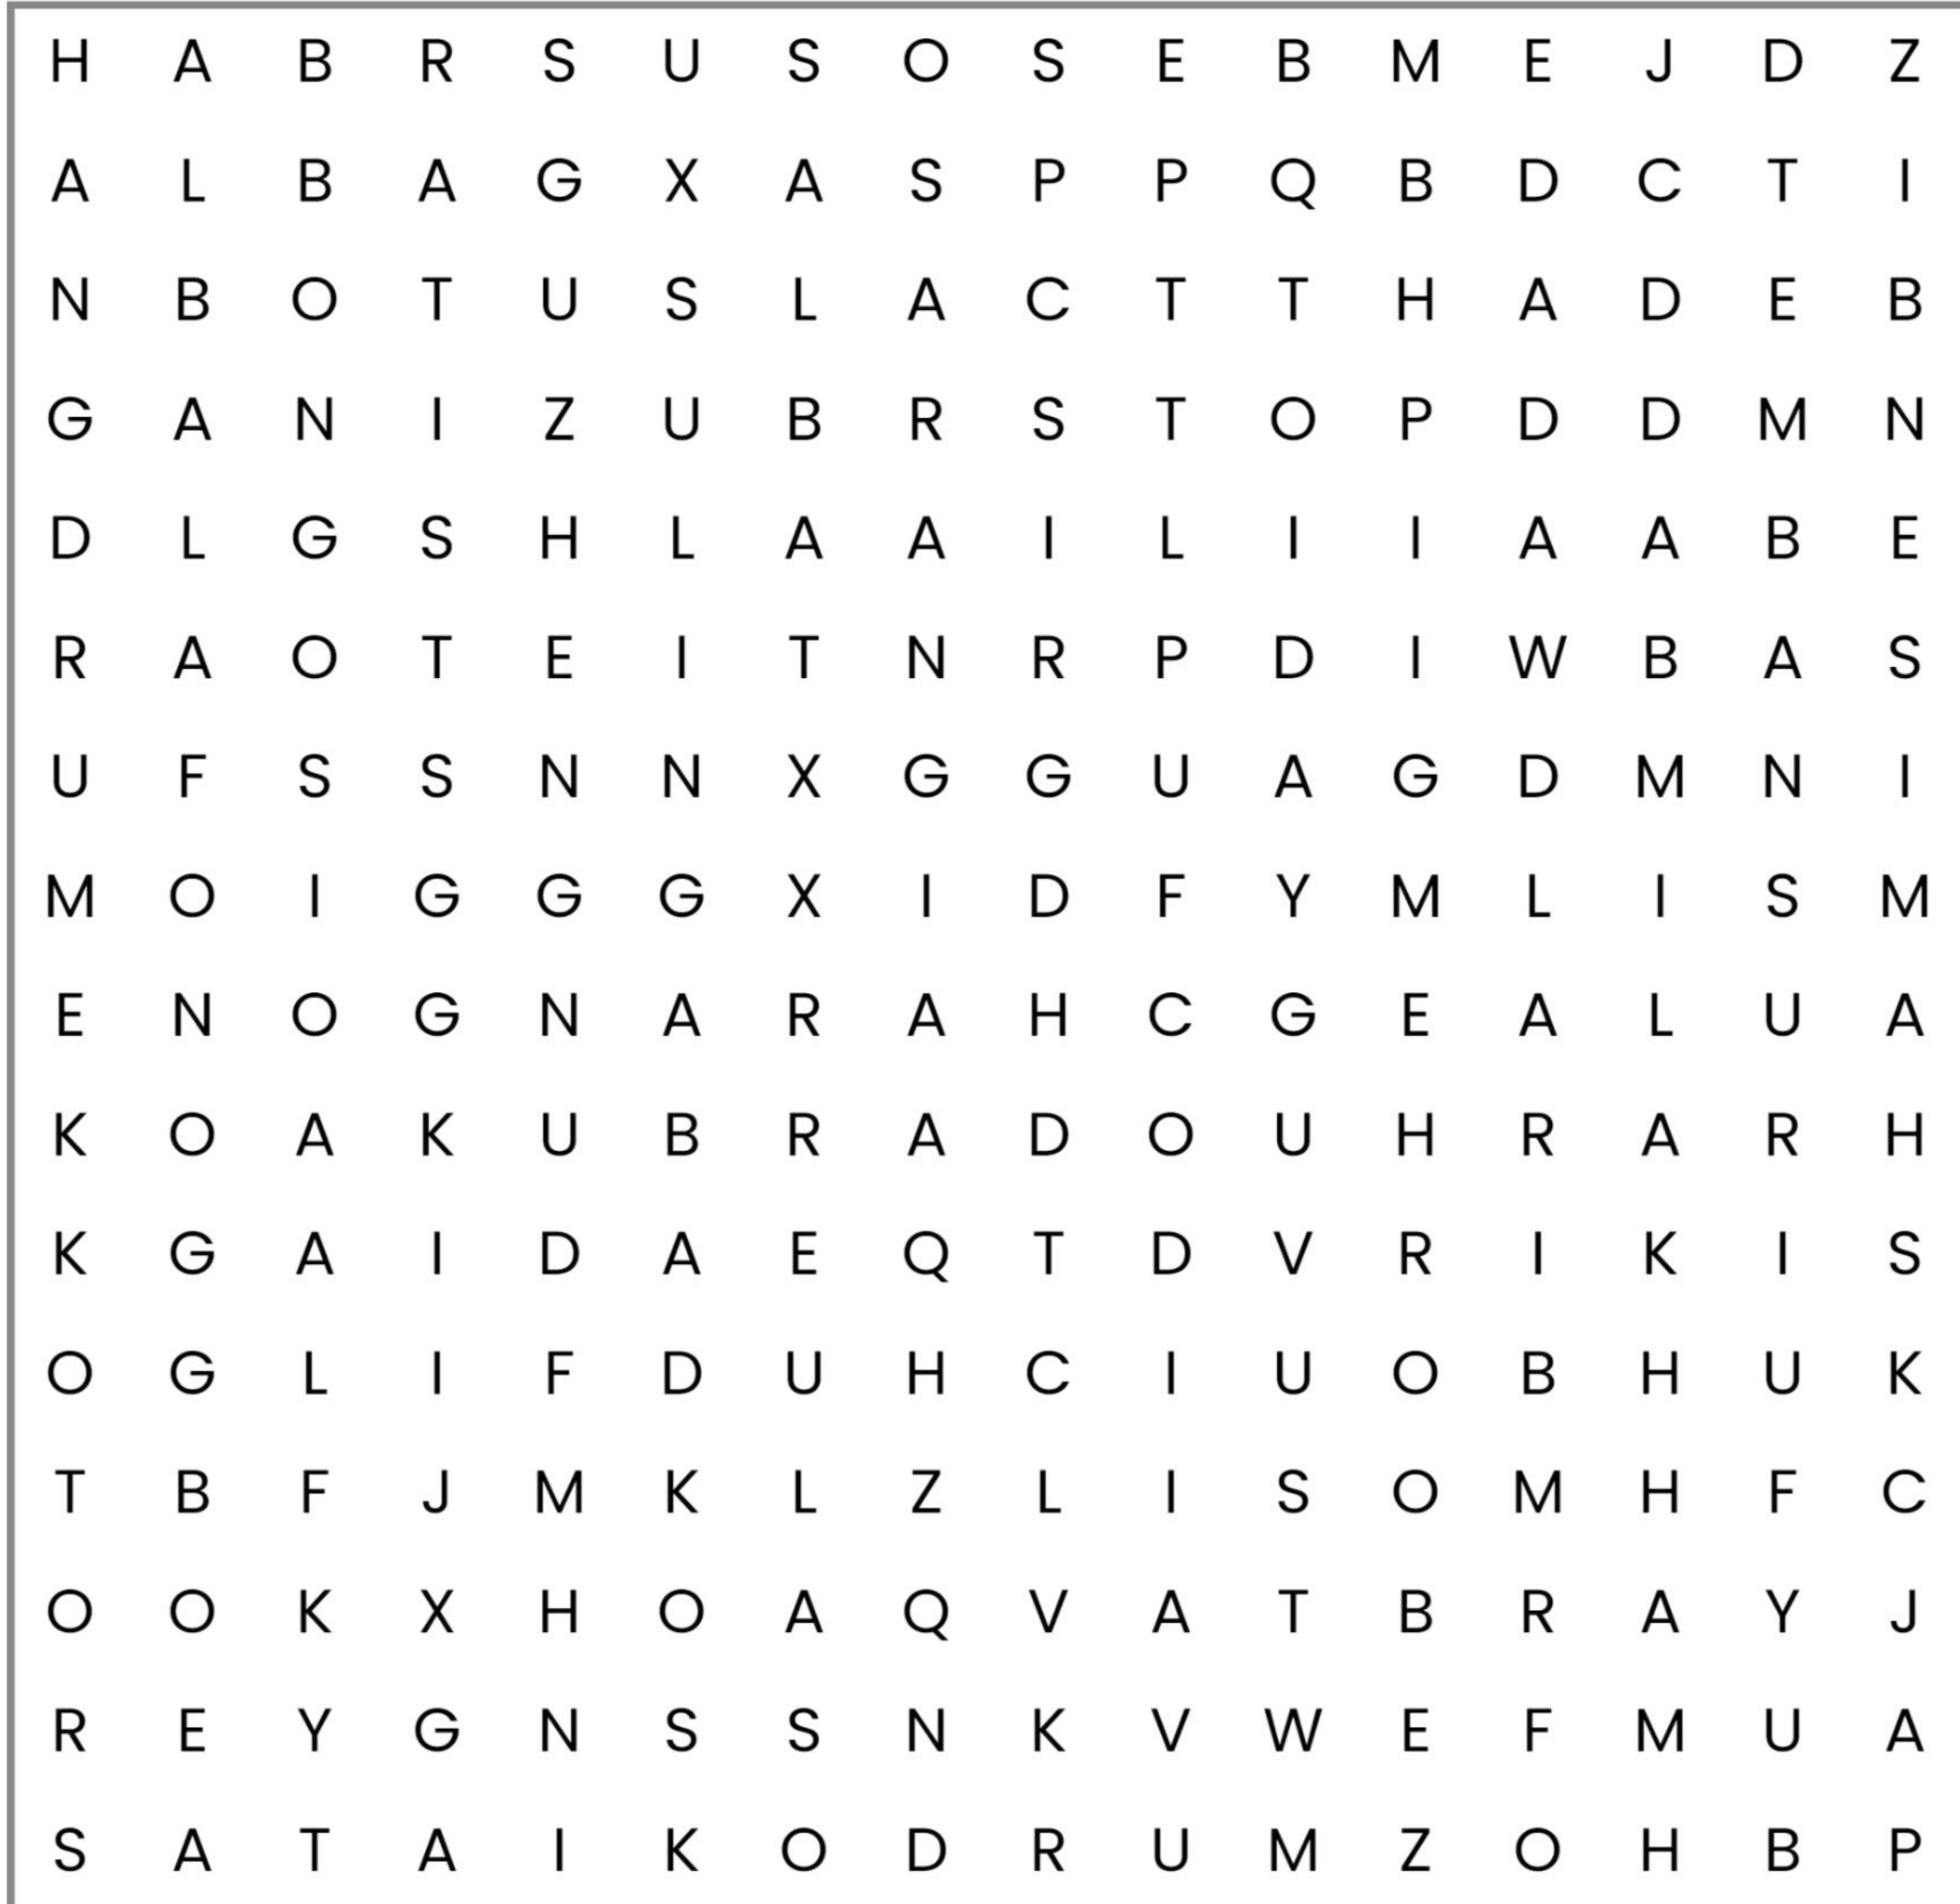 H A B R S U S O S E B M E J D Z
A L B A G X A S P P Q B D C T I
N B O T U S L A C T T H A D E B
G A N I Z U B R S T O P D D M N
D L G S H L A A I L I I A A B E
R A O T E I T N R P D I W B A S
U F S S N N X G G U A G D M N I
M O I G G G X I D F Y M L I S M
E N O G N A R A H C G E A L U A
K O A K U B R A D O U H R A R H
K G A I D A E Q T D V R I K I S
O G L I F D U H C I U O B H U K
T B F J M K L Z L I S O M H F C
O O K X H O A Q V A T B R A Y J
R E Y G N S S N K V W E F M U A
S A T A I K O D R U M Z O H B P